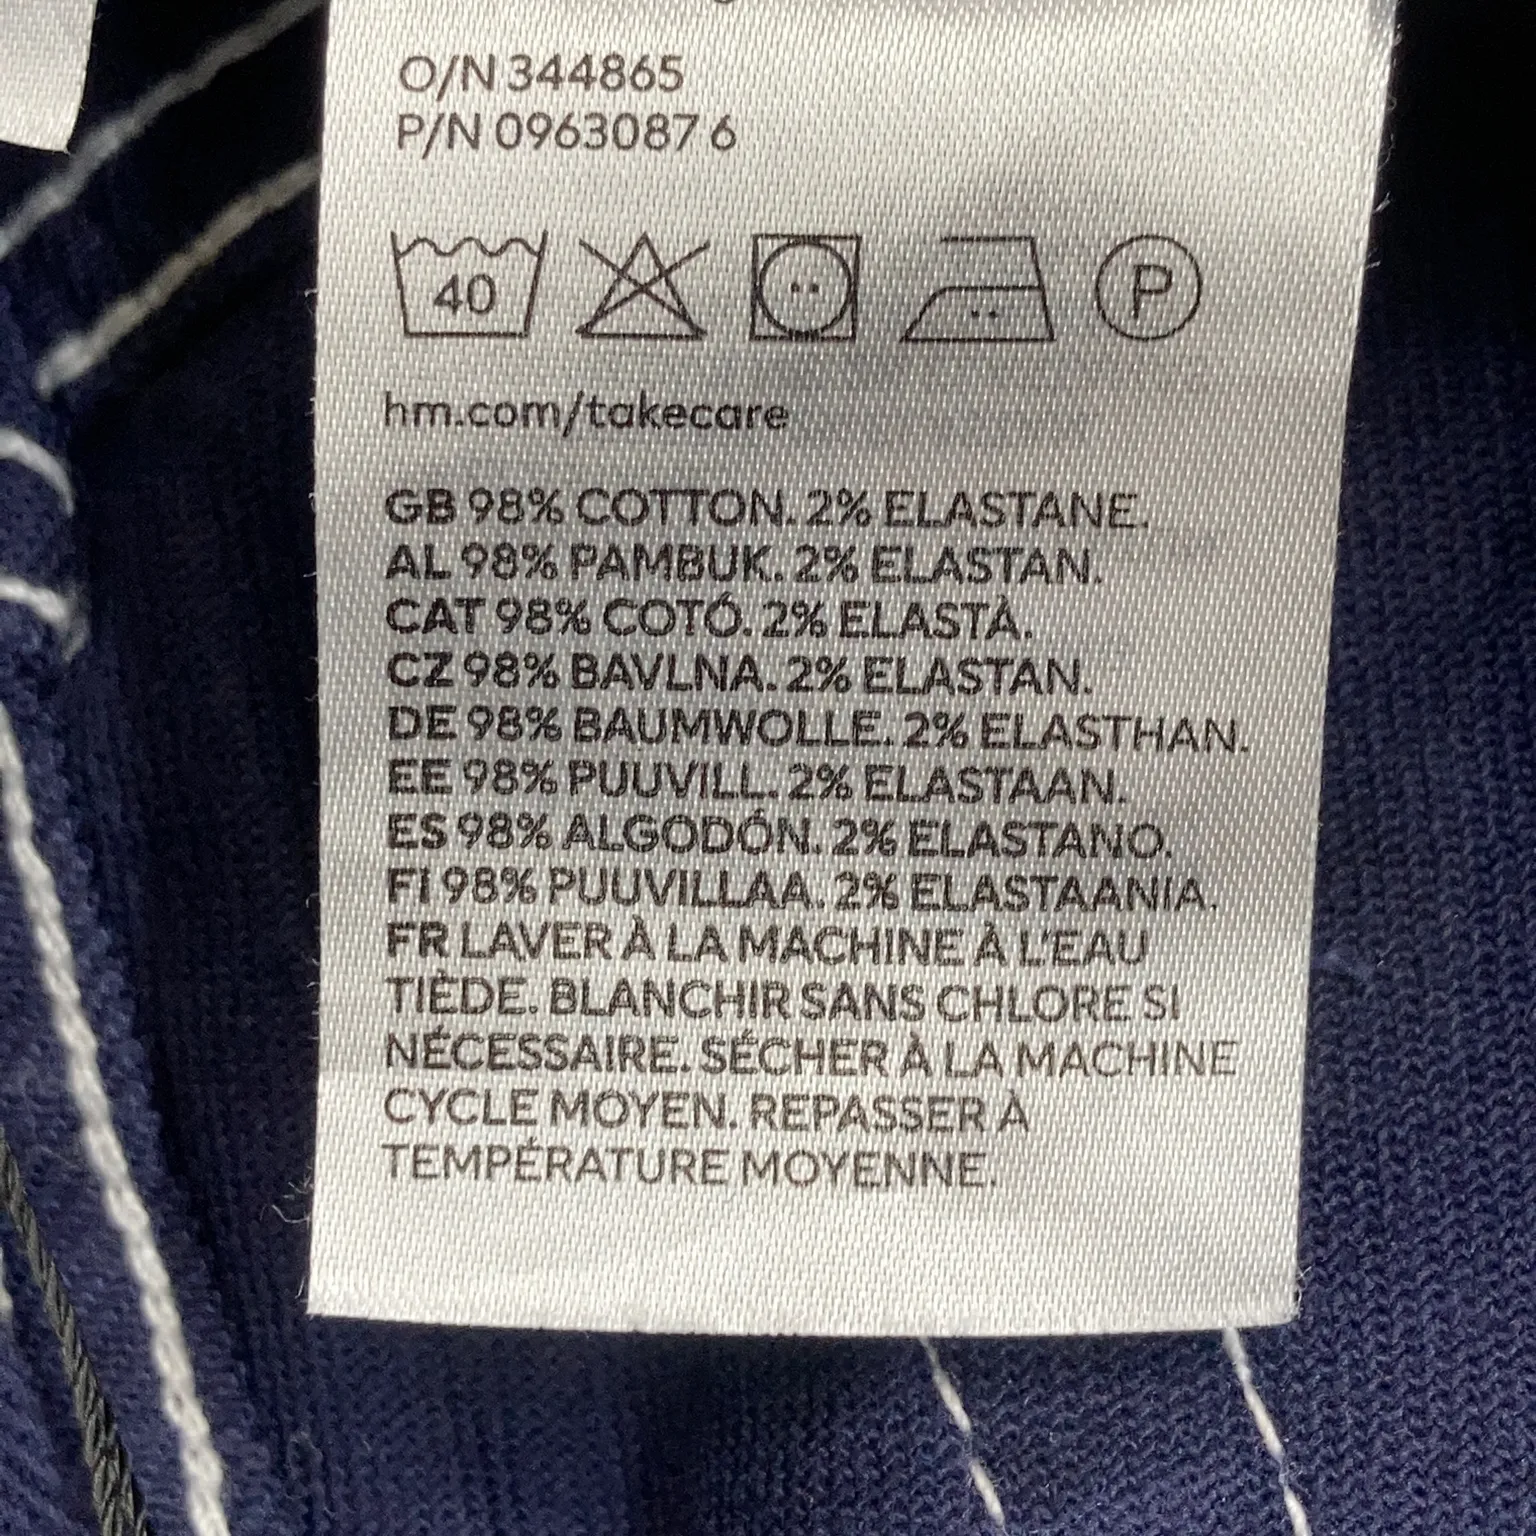 O/N 344865
P/N 0963087 6
40
P
hm.com/takecare
GB 98% COTTON. 2% ELASTANE.
AL 98% PAMBUK. 2% ELASTAN.
CAT 98% COTÓ. 2% ELASTÀ.
CZ 98% BAVLNA. 2% ELASTAN.
DE 98% BAUMWOLLE. 2% ELASTHAN.
EE 98% PUUVILL. 2% ELASTAAN.
ES 98% ALGODÓN. 2% ELASTANO.
FI 98% PUUVILLAA. 2% ELASTAANIA.
FR LAVER À LA MACHINE À L'EAU
TIÈDE. BLANCHIR SANS CHLORE SI
NÉCESSAIRE. SÉCHER À LA MACHINE
CYCLE MOYEN. REPASSER À
TEMPÉRATURE MOYENNE.